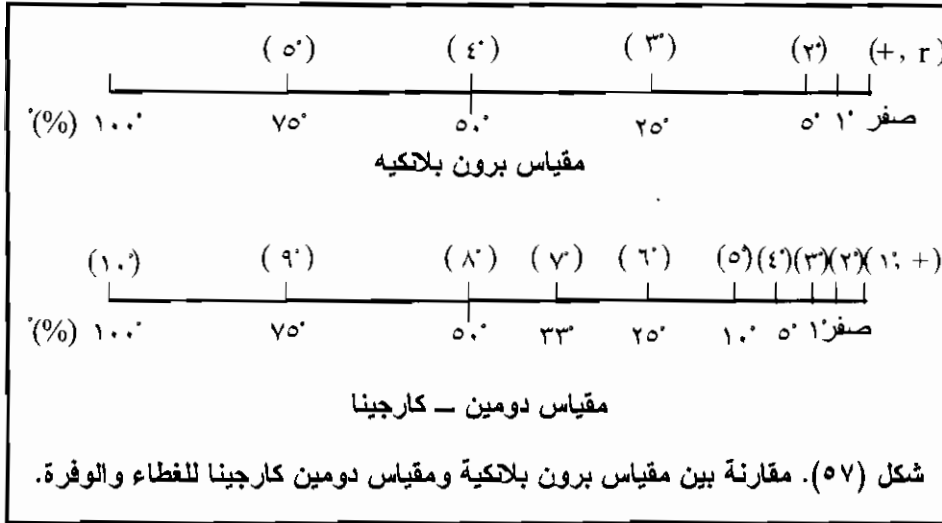 (+, r) (٢ْ) (٣ْ) (٤ْ) (٥ْ)
صفر ١ْ ٥ْ ٢٥ْ ٥٠ْ ٧٥ْ ١٠٠ْ (%)ْ
مقياس برون بلانكيه
(+ ,١ْ) (٢ْ) (٣ْ) (٤ْ) (٥ْ) (٦ْ) (٧ْ) (٨ْ) (٩ْ) (١٠ْ)
صفر ١ْ ٥ْ ١٠ْ ٢٥ْ ٣٣ْ ٥٠ْ ٧٥ْ ١٠٠ْ (%)ْ
مقياس دومين – كارجينا
شكل (٥٧). مقارنة بين مقياس برون بلانكية ومقياس دومين كارجينا للغطاء والوفرة.